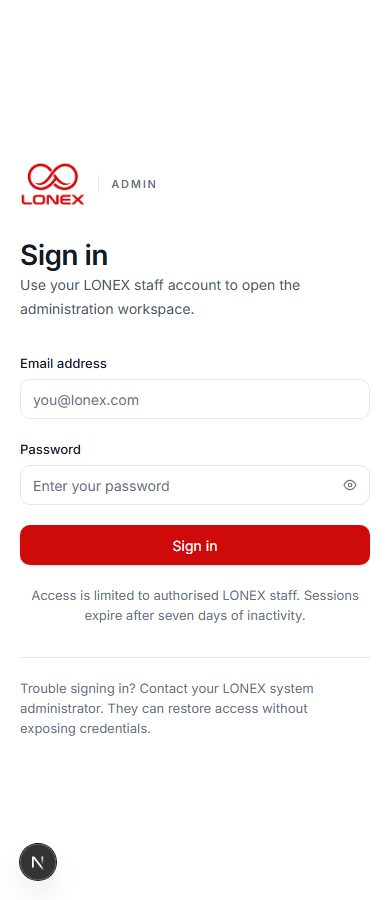 LONEX
ADMIN
Sign in
Use your LONEX staff account to open the
administration workspace.
Email address
you@lonex.com
Password
Enter your password
Sign in
Access is limited to authorised LONEX staff. Sessions
expire after seven days of inactivity.
Trouble signing in? Contact your LONEX system
administrator. They can restore access without
exposing credentials.
N